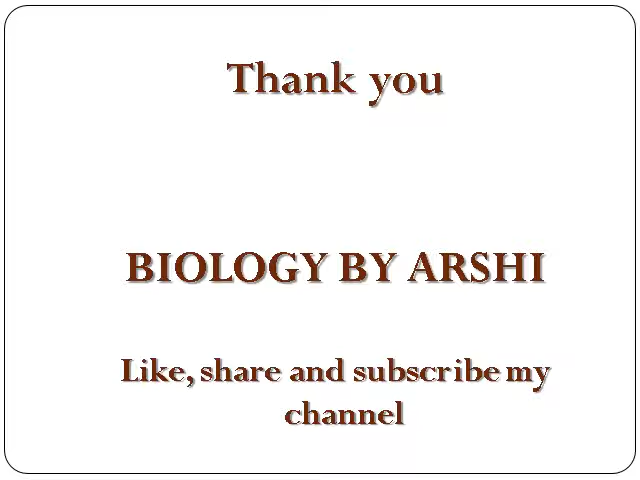 Thank you
BIOLOGY BY ARSHI
Like, share and subscribe my
channel